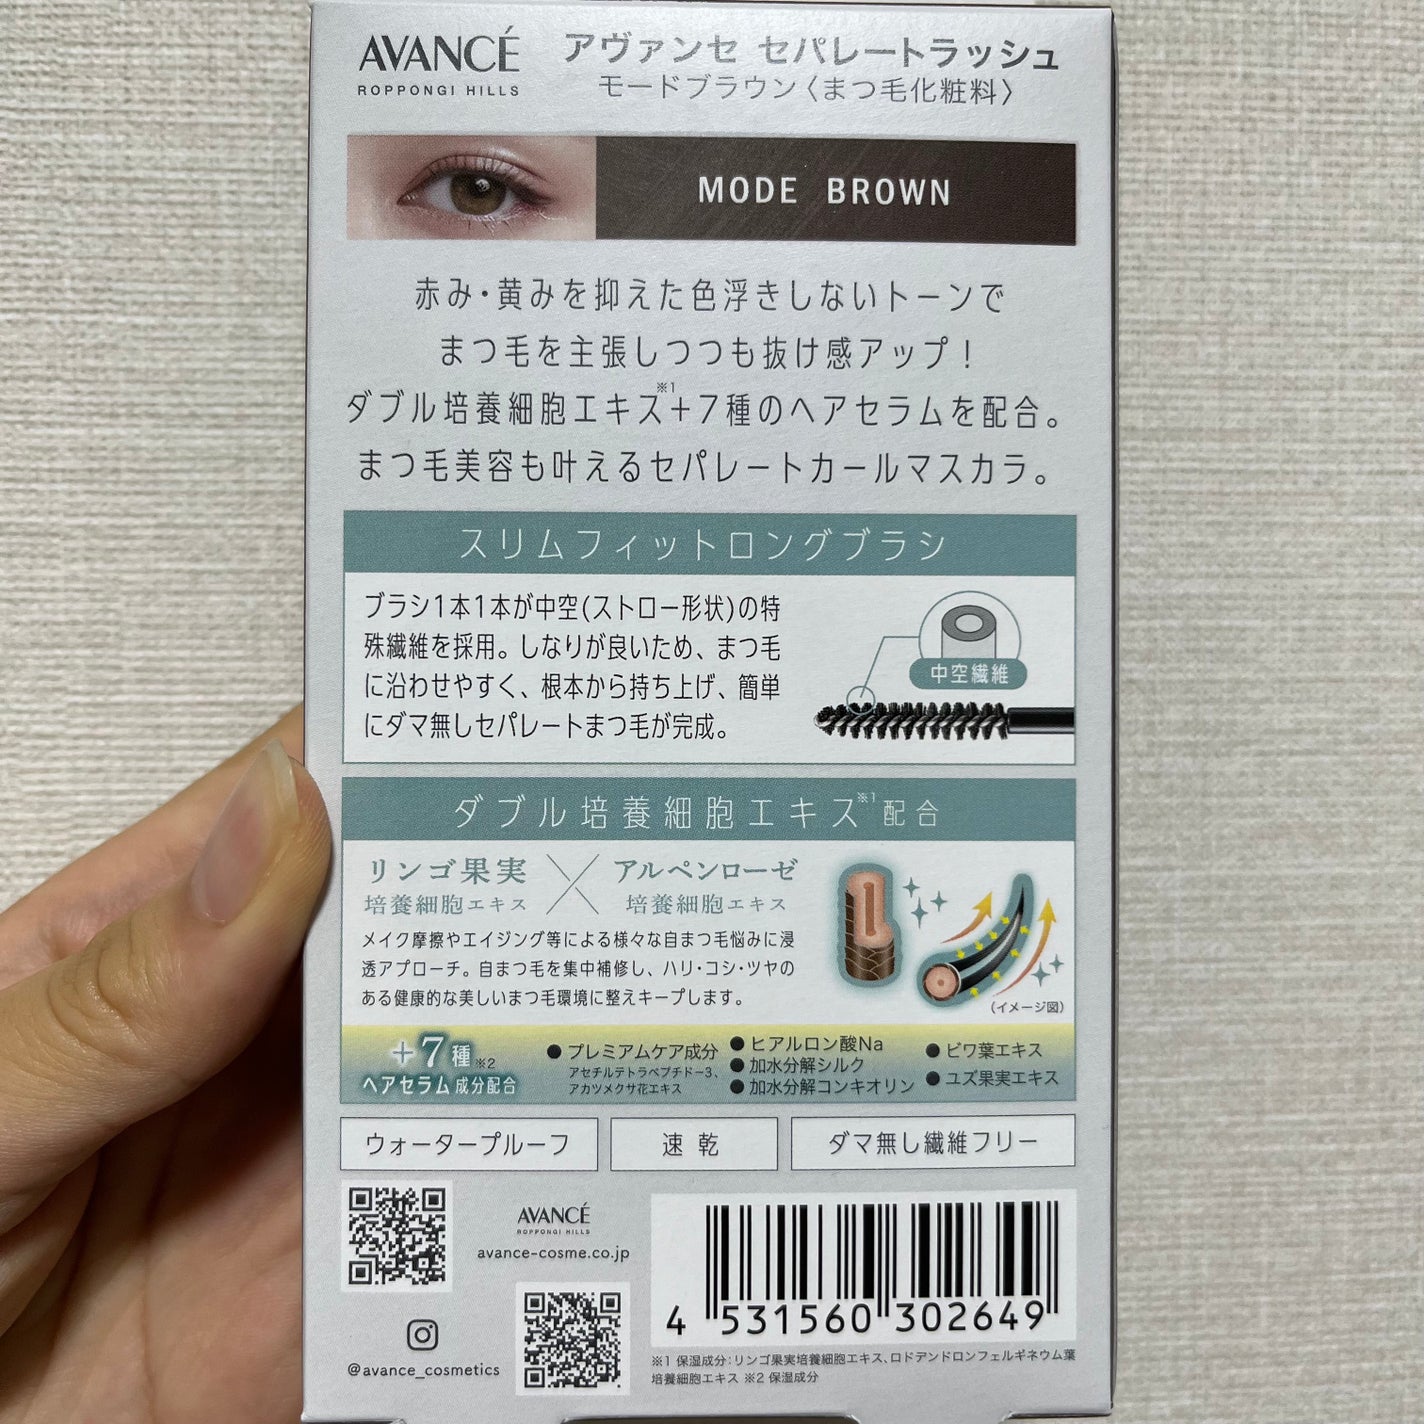 AVANCÉ
ROPPONGI HILLS
アヴァンセ セパレートラッシュ
モードブラウン〈まつ毛化粧料〉
MODE BROWN
赤み・黄みを抑えた色浮きしないトーンで
まつ毛を主張しつつも抜け感アップ！
ダブル培養細胞エキス※1＋7種のヘアセラムを配合。
まつ毛美容も叶えるセパレートカールマスカラ。
スリムフィットロングブラシ
ブラシ1本1本が中空(ストロー形状)の特
殊繊維を採用。しなりが良いため、まつ毛
に沿わせやすく、根本から持ち上げ、簡単
にダマ無しセパレートまつ毛が完成。
中空繊維
ダブル培養細胞エキス※1配合
リンゴ果実
培養細胞エキス
アルペンローゼ
培養細胞エキス
メイク摩擦やエイジング等による様々な自まつ毛悩みに浸
透アプローチ。自まつ毛を集中補修し、ハリ・コシ・ツヤの
ある健康的な美しいまつ毛環境に整えキープします。
(イメージ図)
＋7種※2
ヘアセラム成分配合
●プレミアムケア成分
アセチルテトラペプチド-3、
アカツメクサ花エキス
●ヒアルロン酸Na
●加水分解シルク
●加水分解コンキオリン
●ビワ葉エキス
●ユズ果実エキス
ウォータープルーフ
速乾
ダマ無し繊維フリー
AVANCÉ
ROPPONGI HILLS
avance-cosme.co.jp
@avance_cosmetics
4 531560 302649
※1 保湿成分：リンゴ果実培養細胞エキス、ロドデンドロンフェルギネウム葉
培養細胞エキス ※2 保湿成分